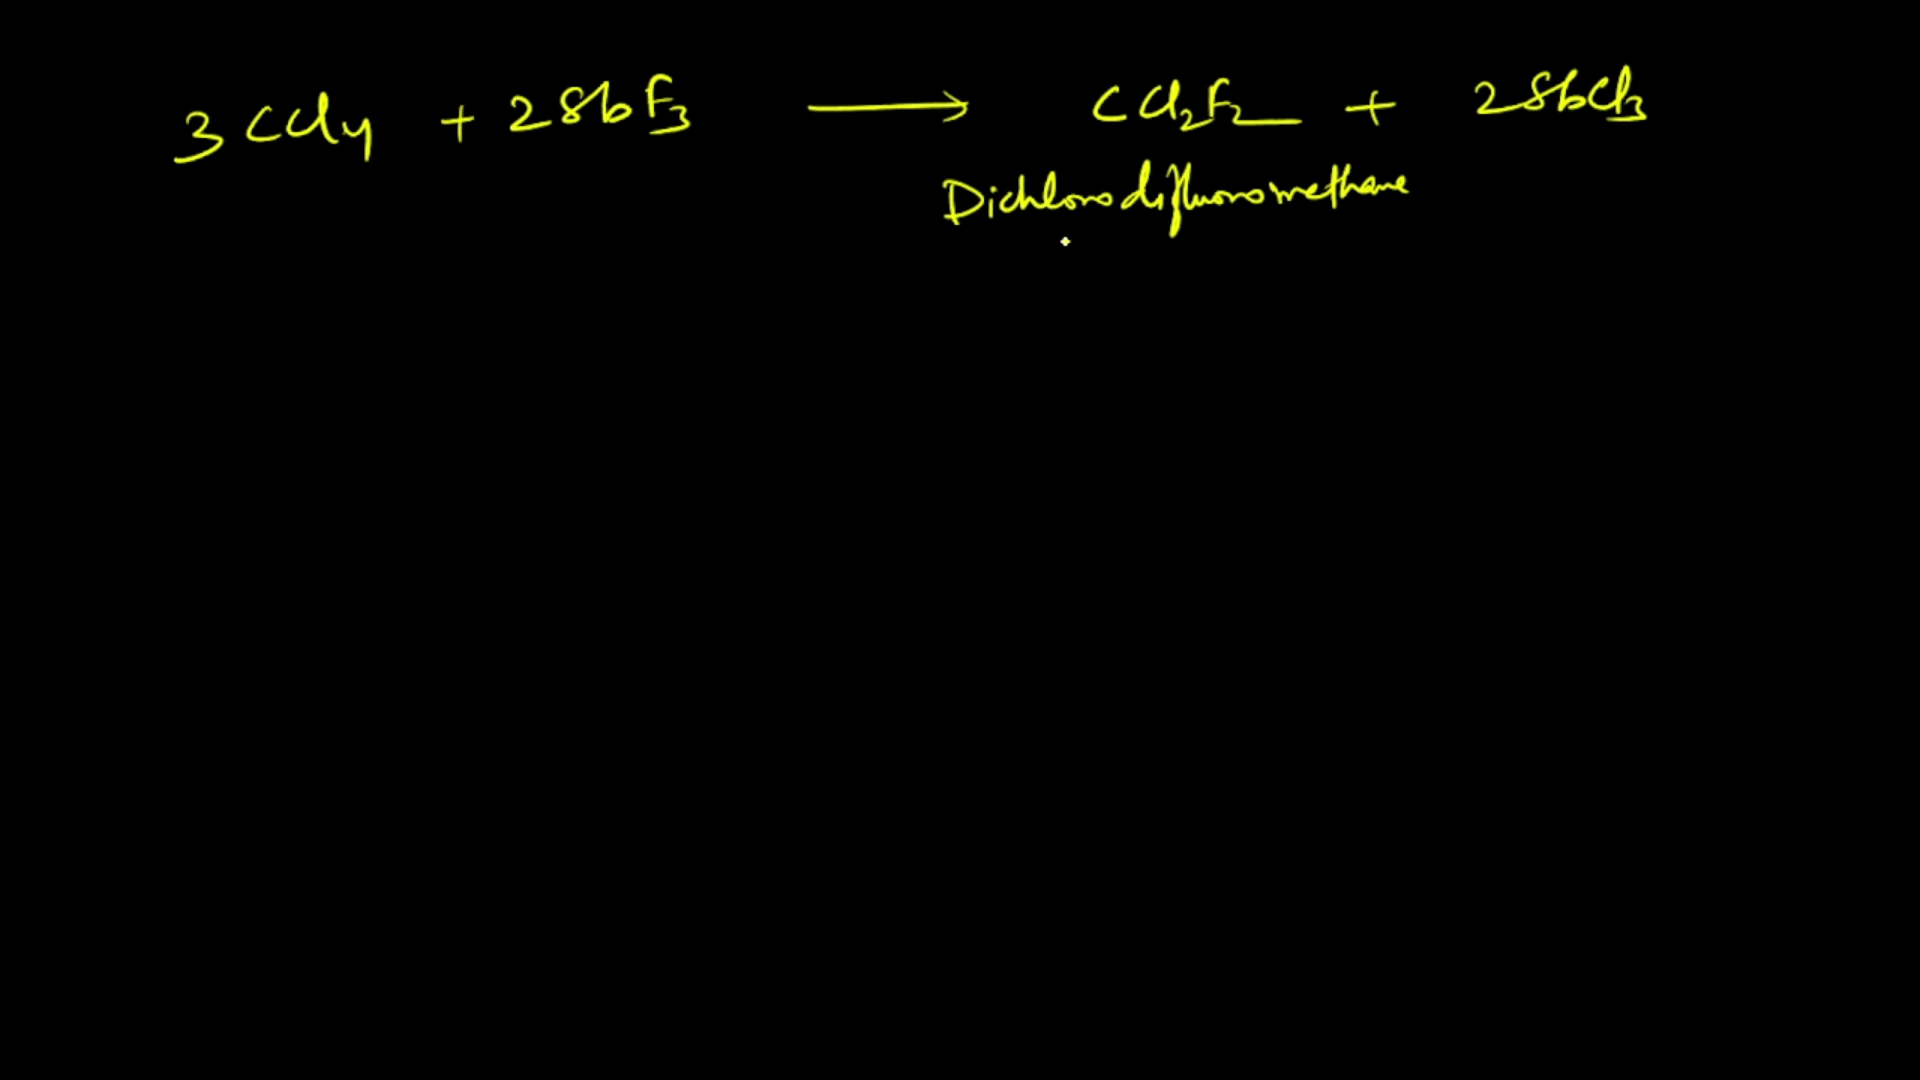 3CCl4 + 2SbF3 ⟶ CCl2F2 + 2SbCl3
Dichlorodifluoromethane